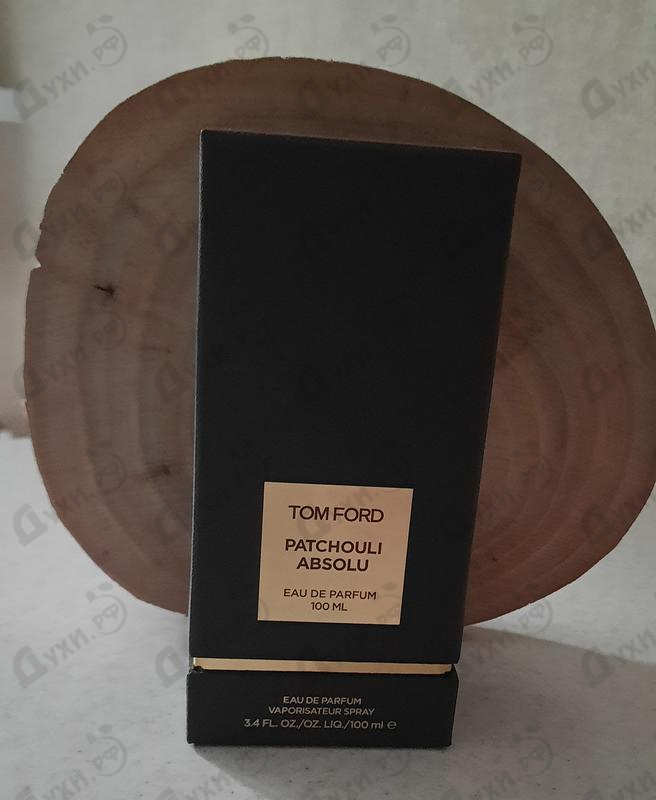 TOM FORD
PATCHOULI
ABSOLU
EAU DE PARFUM
100 ML
EAU DE PARFUM
VAPORISATEUR SPRAY
3.4 FL. OZ./OZ. LIQ./100 ml ℮
Духи.РФ